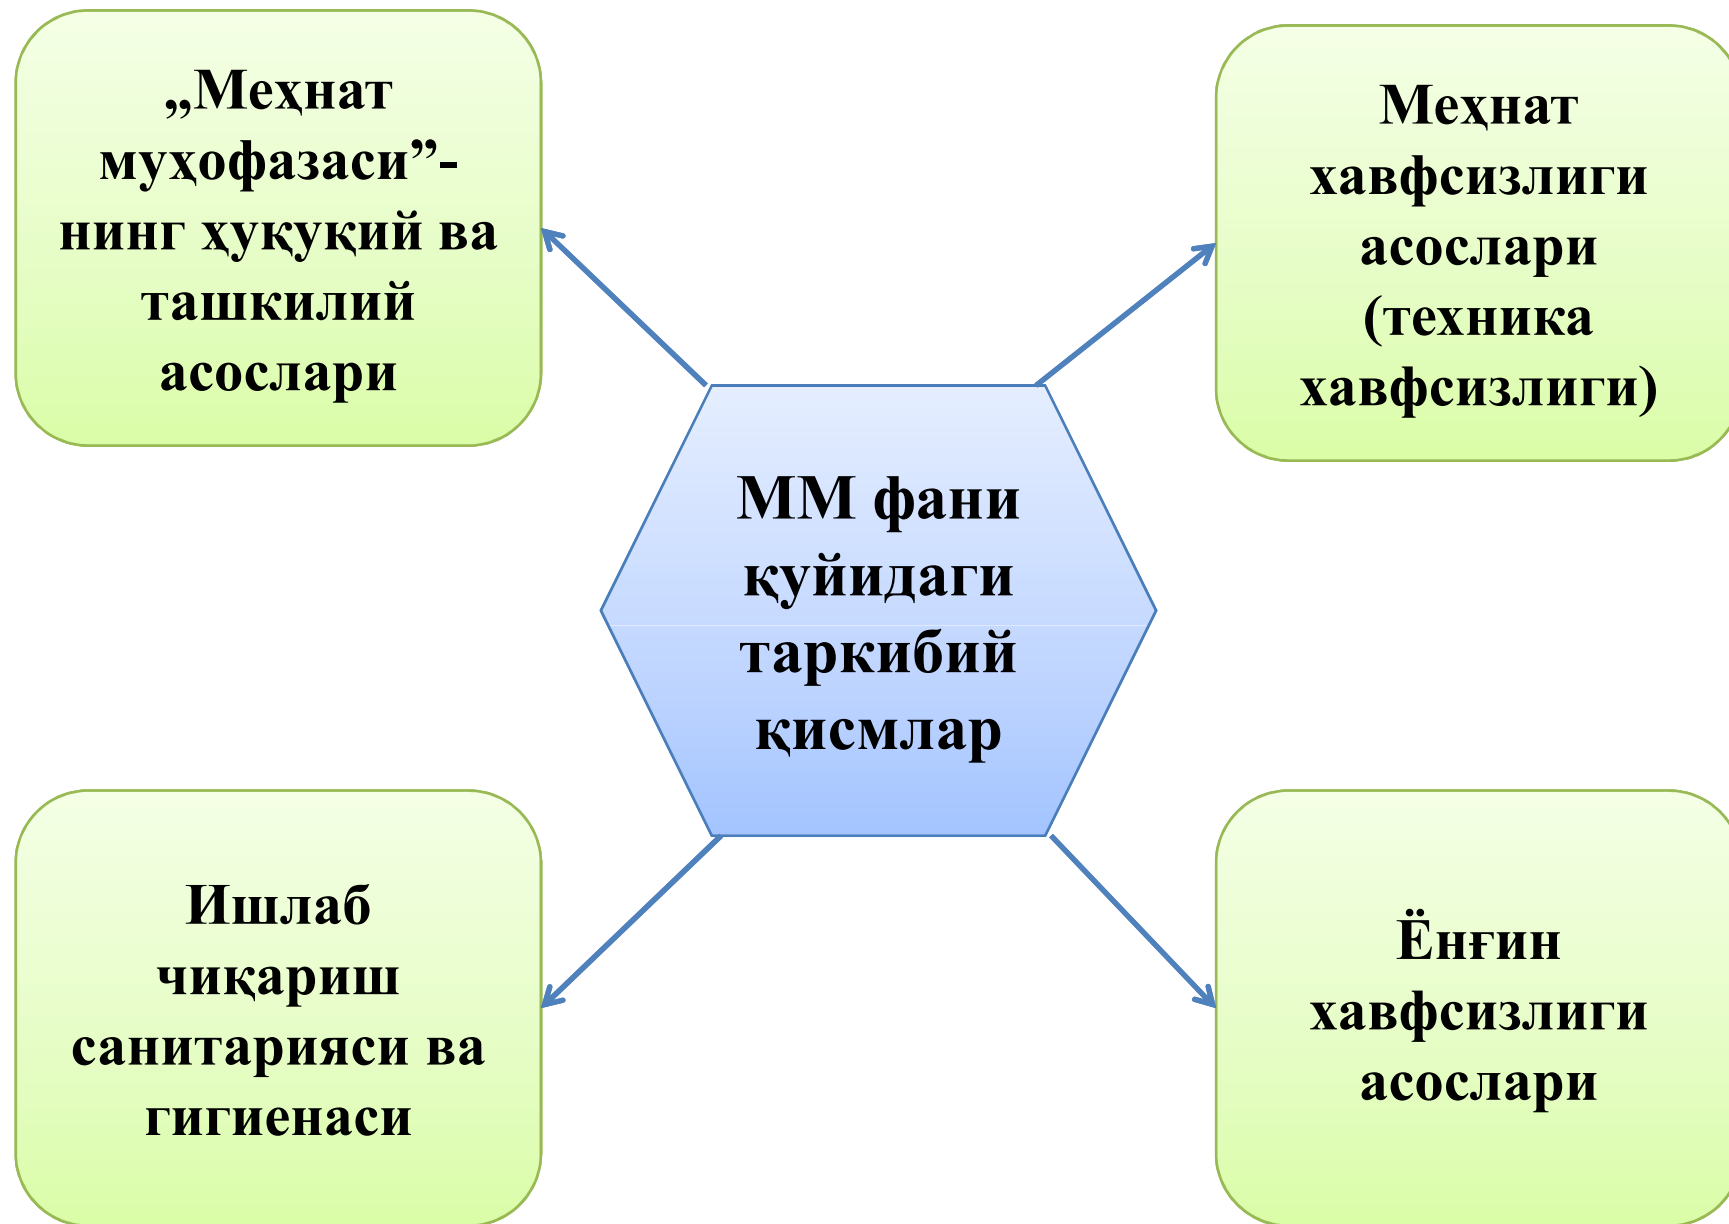 „Меҳнат
муҳофазаси”-
нинг ҳуқуқий ва
ташкилий
асослари
Меҳнат
хавфсизлиги
асослари
(техника
хавфсизлиги)
ММ фани
қуйидаги
таркибий
қисмлар
Ишлаб
чиқариш
санитарияси ва
гигиенаси
Ёнғин
хавфсизлиги
асослари